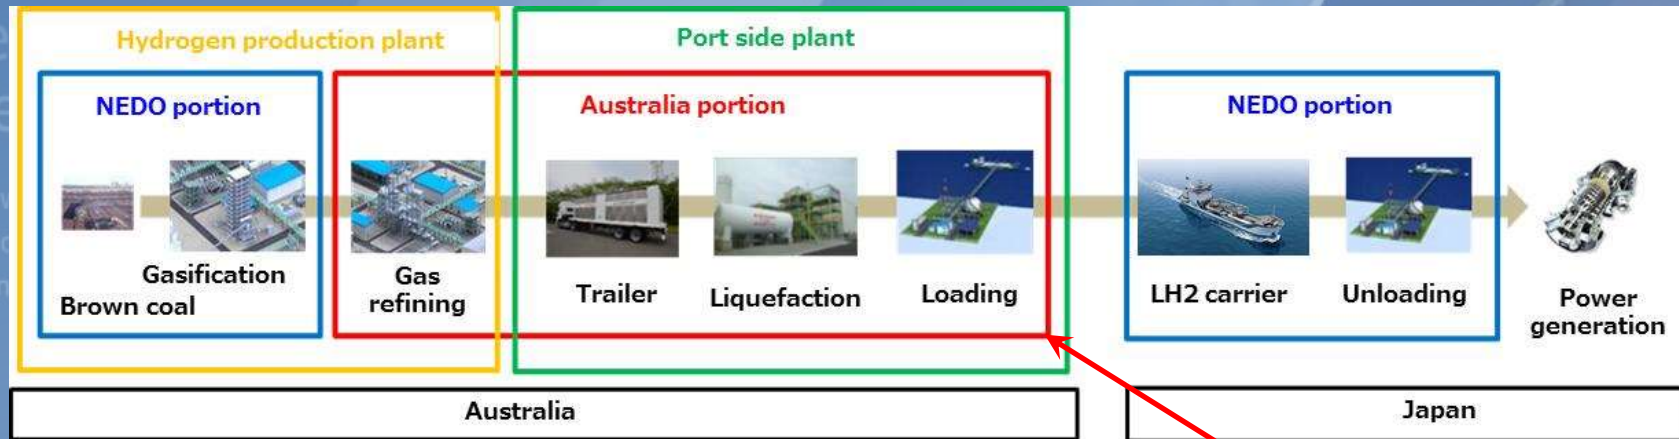 Hydrogen production plant
Port side plant
NEDO portion
Australia portion
NEDO portion
Brown coal
Gasification
Gas
refining
Trailer
Liquefaction
Loading
LH2 carrier
Unloading
Power
generation
Australia
Japan